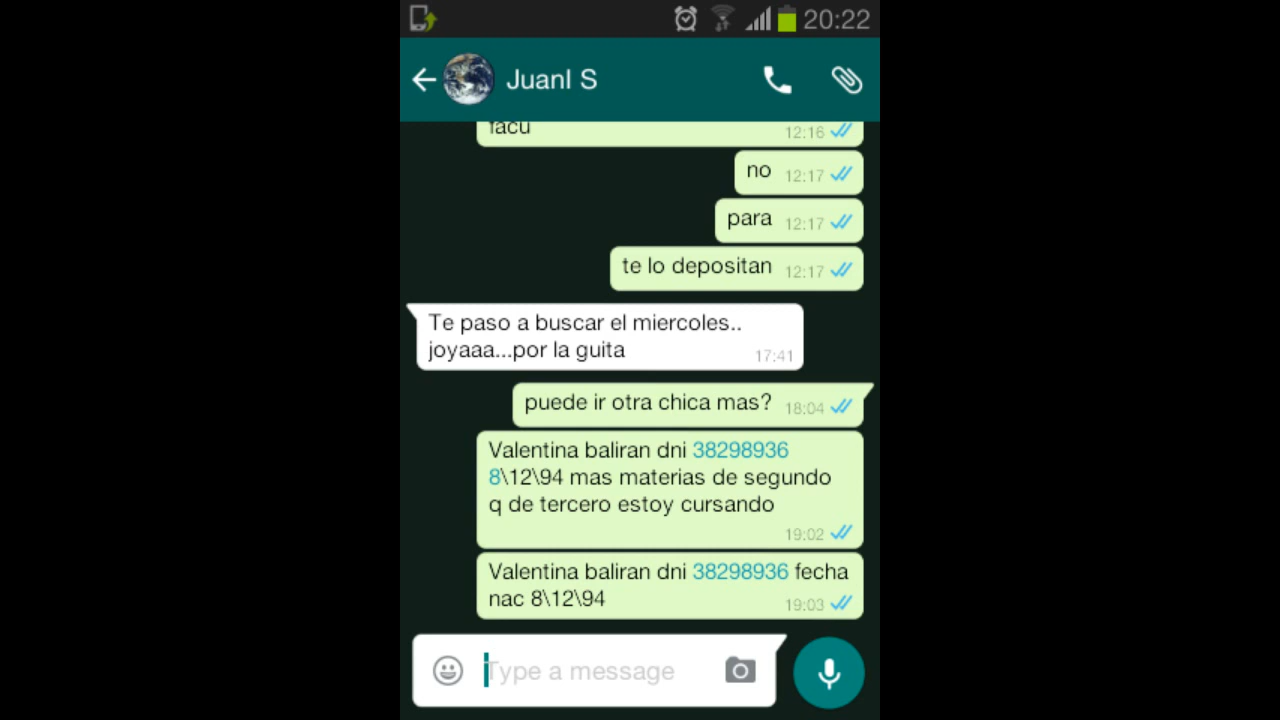 20:22
JuanI S
facu
12:16
no 12:17
para 12:17
te lo depositan 12:17
Te paso a buscar el miercoles..
joyaaa...por la guita
17:41
puede ir otra chica mas? 18:04
Valentina baliran dni 38298936
8\12\94 mas materias de segundo
q de tercero estoy cursando
19:02
Valentina baliran dni 38298936 fecha
nac 8\12\94 19:03
Type a message